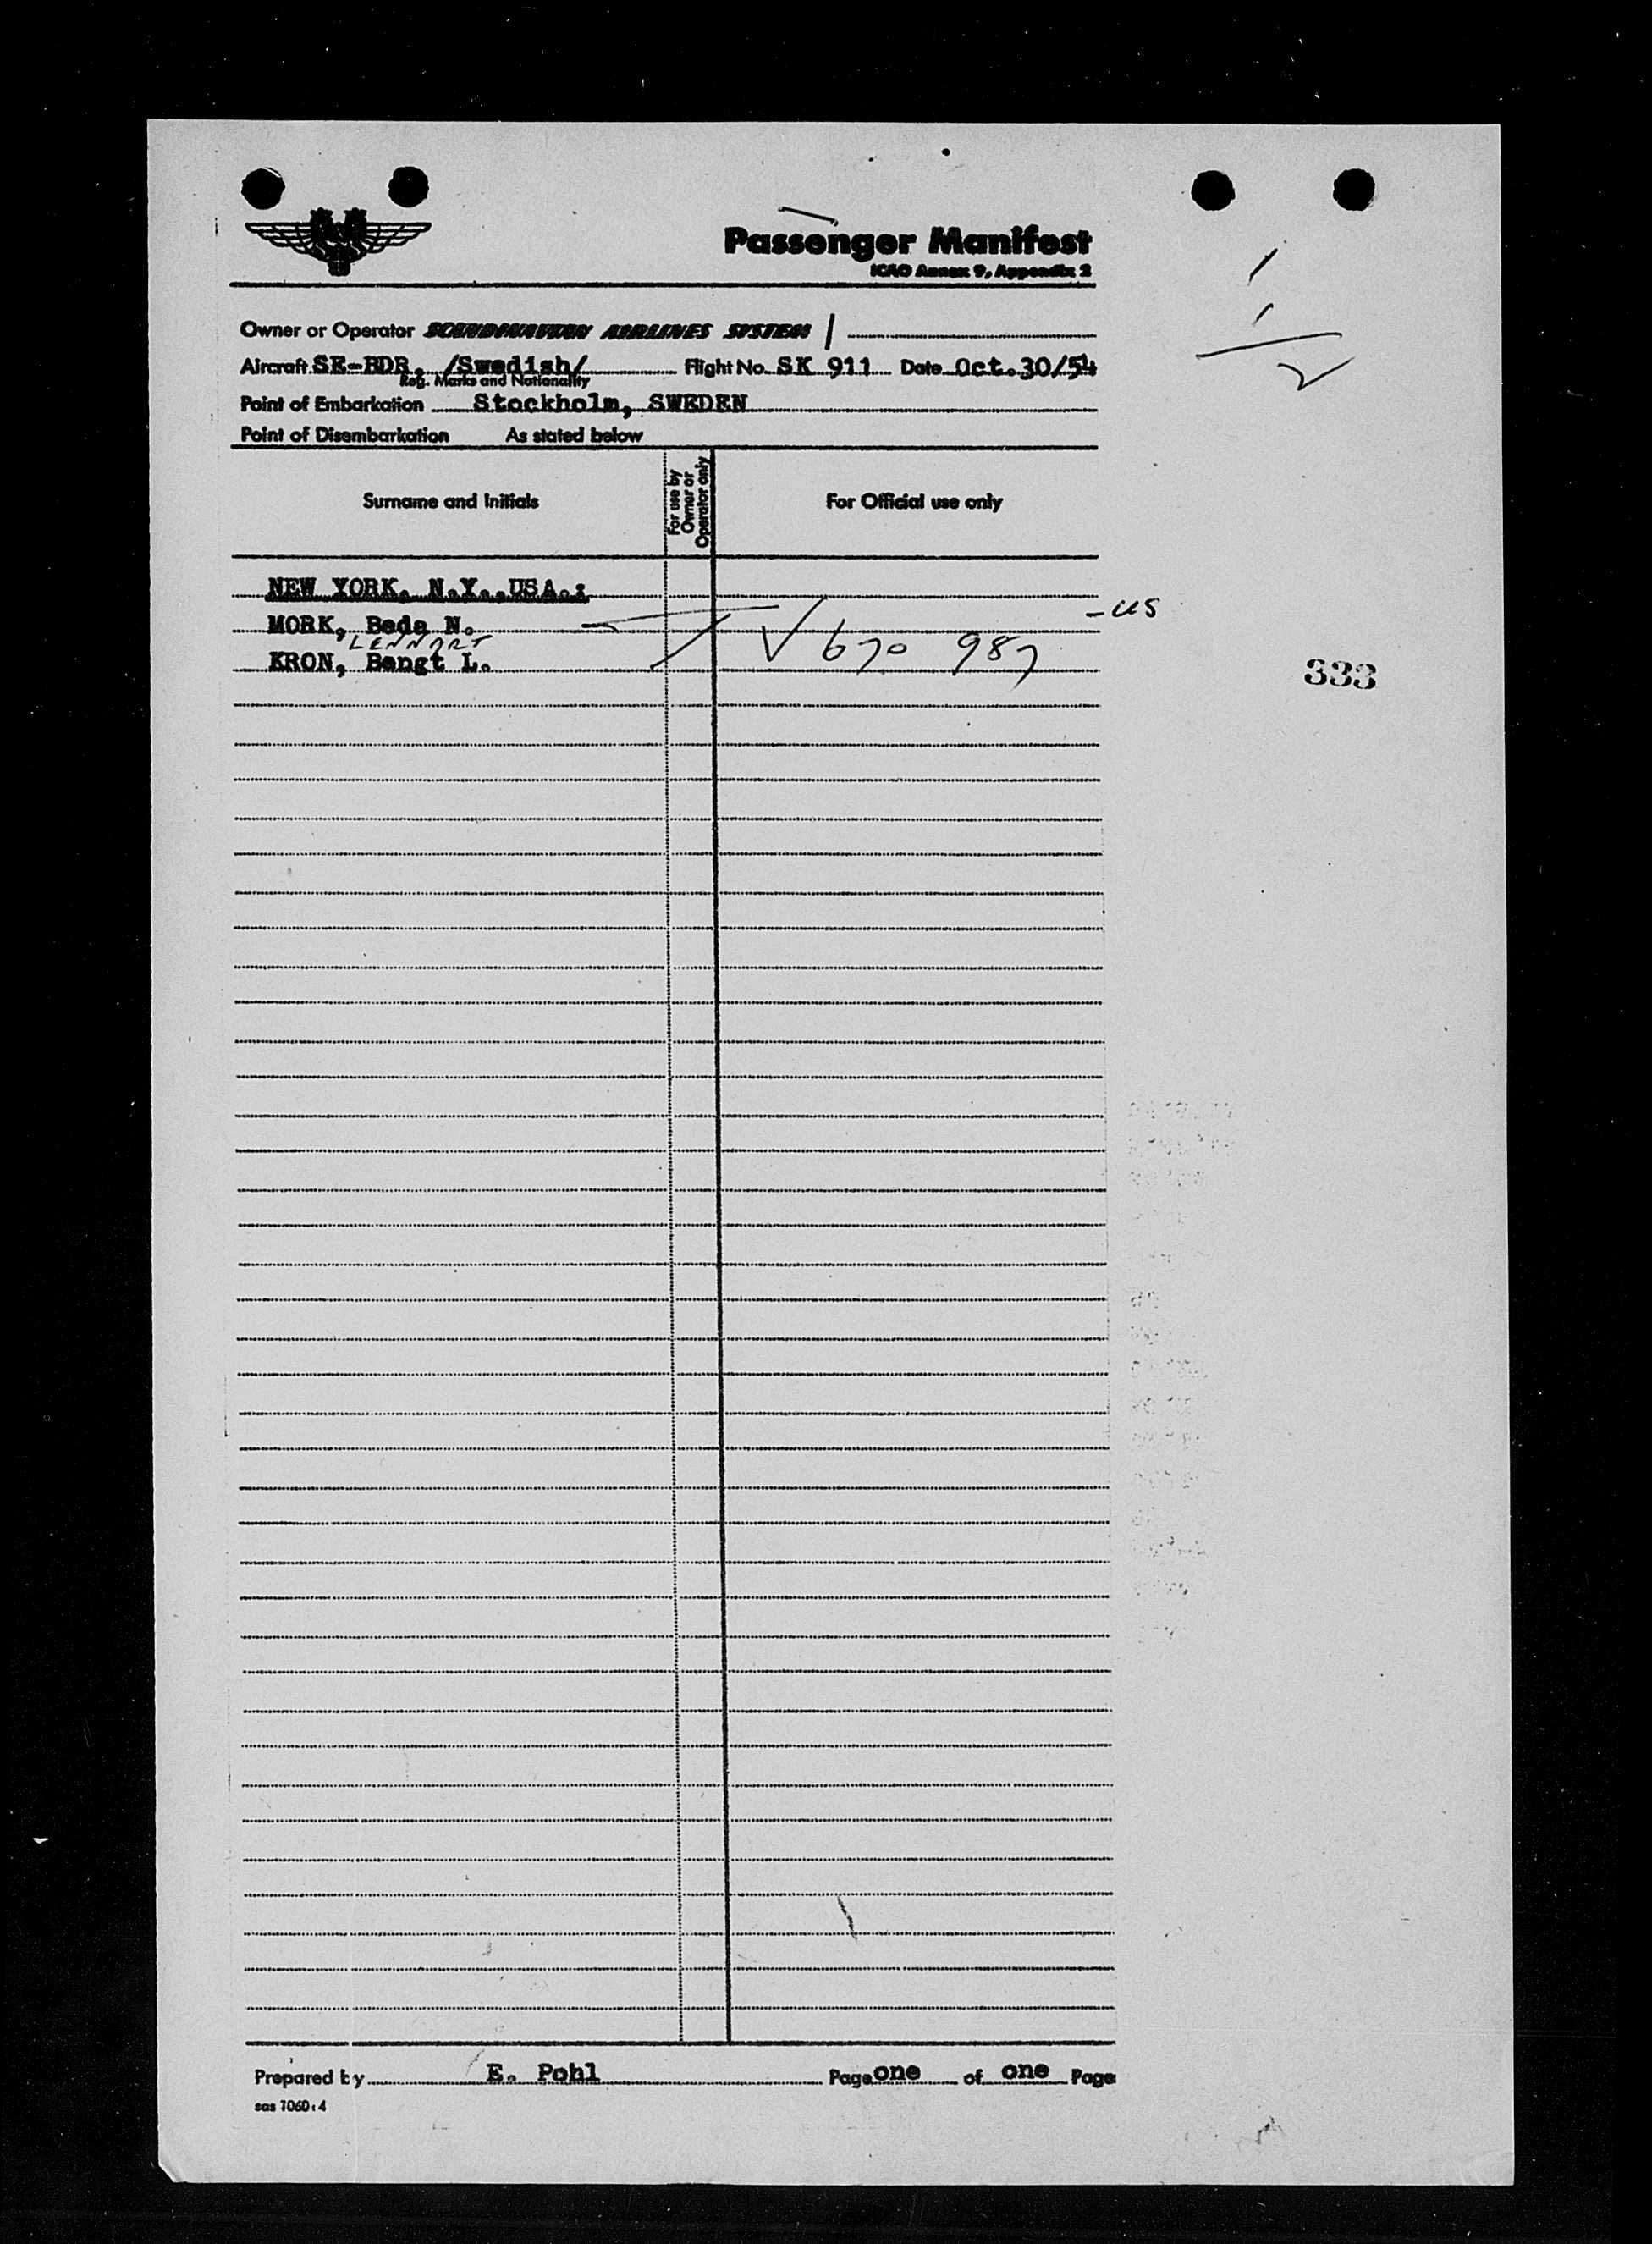 Passenger Manifest
ICAO Annex 9, Appendix 2
Owner or Operator SCANDINAVIAN AIRLINES SYSTEM
Aircraft SE-BDR. /Swedish/ Flight No. SK 911 Date Oct. 30/54
Reg. Marks and Nationality
Point of Embarkation Stockholm, SWEDEN
Point of Disembarkation As stated below
Surname and Initials
For use by
Owner or
Operator only
For Official use only
NEW YORK, N.Y., USA.:
MORK, Beda N. - US
LENNART
KRON, Bengt L. 670 987
333
1
1
2
Prepared by E. Pohl Page one of one Page
sas 7060:4